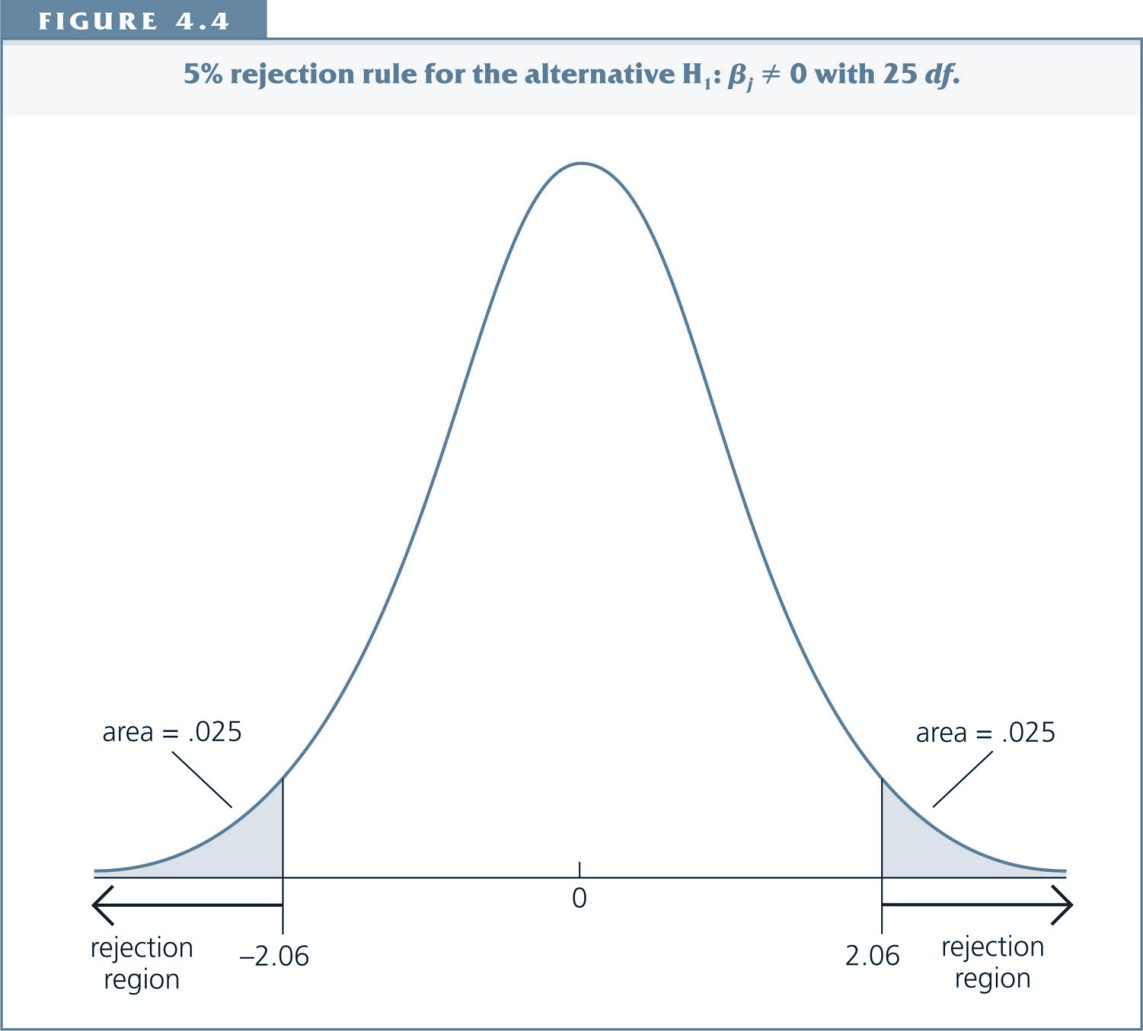 FIGURE 4.4
5% rejection rule for the alternative H₁: βⱼ ≠ 0 with 25 df.
area = .025
area = .025
0
rejection
region
–2.06
2.06
rejection
region